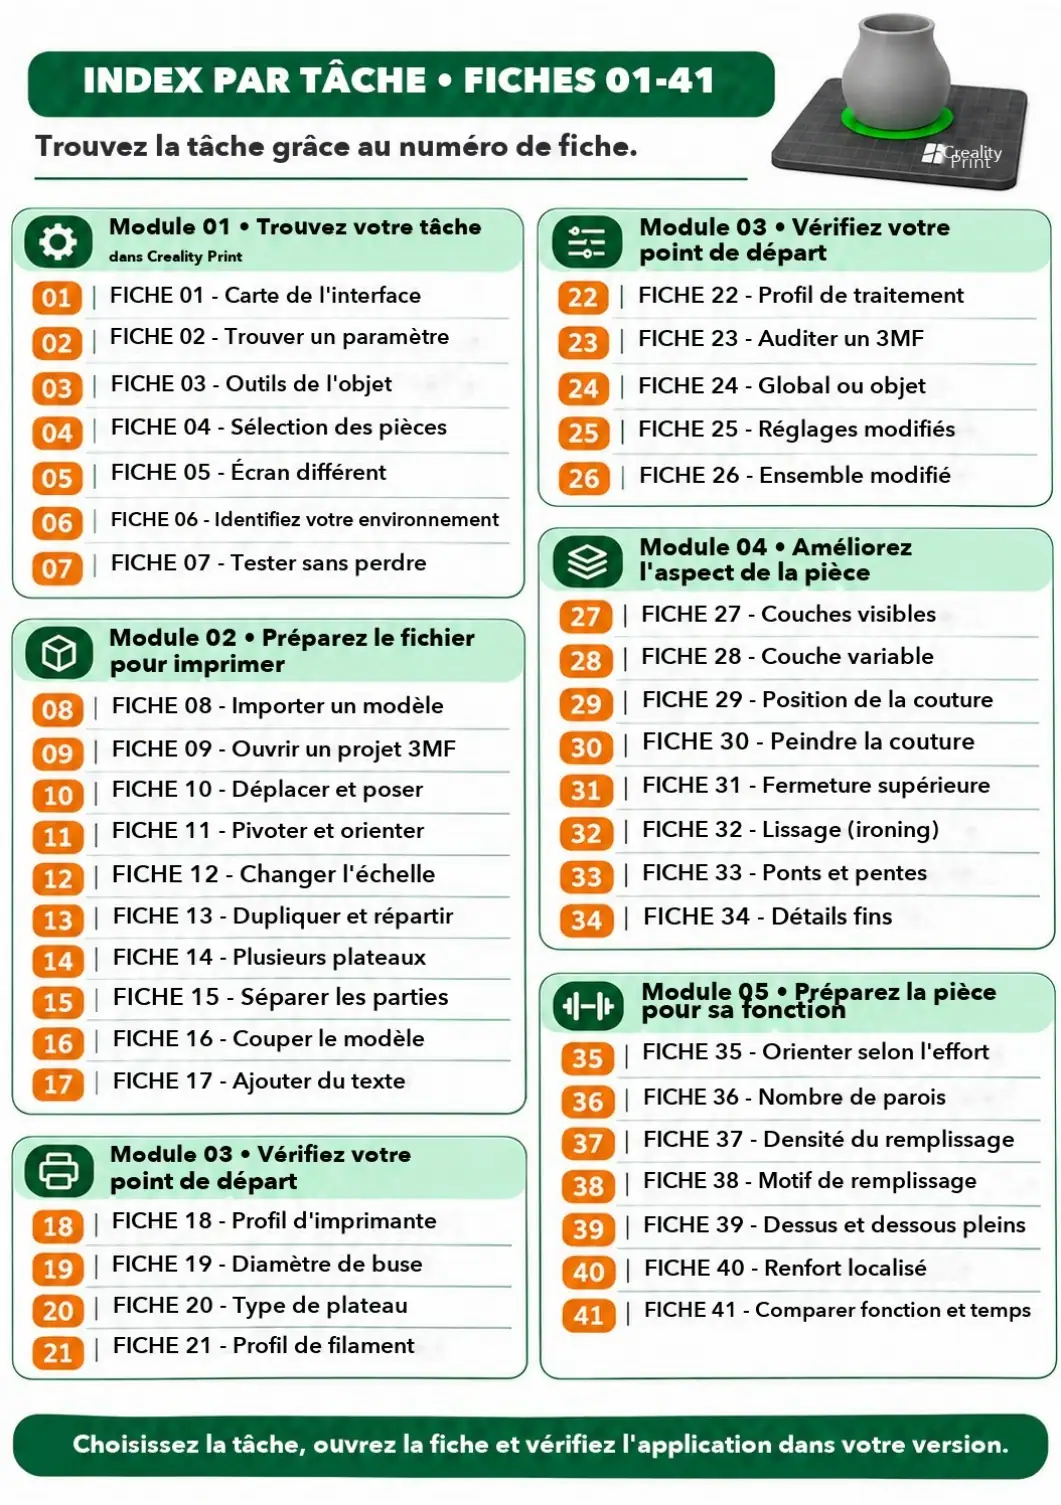 INDEX PAR TÂCHE • FICHES 01-41
Trouvez la tâche grâce au numéro de fiche.
Creality
Print
Module 01 • Trouvez votre tâche
dans Creality Print
01 | FICHE 01 - Carte de l'interface
02 | FICHE 02 - Trouver un paramètre
03 | FICHE 03 - Outils de l'objet
04 | FICHE 04 - Sélection des pièces
05 | FICHE 05 - Écran différent
06 | FICHE 06 - Identifiez votre environnement
07 | FICHE 07 - Tester sans perdre
Module 02 • Préparez le fichier
pour imprimer
08 | FICHE 08 - Importer un modèle
09 | FICHE 09 - Ouvrir un projet 3MF
10 | FICHE 10 - Déplacer et poser
11 | FICHE 11 - Pivoter et orienter
12 | FICHE 12 - Changer l'échelle
13 | FICHE 13 - Dupliquer et répartir
14 | FICHE 14 - Plusieurs plateaux
15 | FICHE 15 - Séparer les parties
16 | FICHE 16 - Couper le modèle
17 | FICHE 17 - Ajouter du texte
Module 03 • Vérifiez votre
point de départ
18 | FICHE 18 - Profil d'imprimante
19 | FICHE 19 - Diamètre de buse
20 | FICHE 20 - Type de plateau
21 | FICHE 21 - Profil de filament
Module 03 • Vérifiez votre
point de départ
22 | FICHE 22 - Profil de traitement
23 | FICHE 23 - Auditer un 3MF
24 | FICHE 24 - Global ou objet
25 | FICHE 25 - Réglages modifiés
26 | FICHE 26 - Ensemble modifié
Module 04 • Améliorez
l'aspect de la pièce
27 | FICHE 27 - Couches visibles
28 | FICHE 28 - Couche variable
29 | FICHE 29 - Position de la couture
30 | FICHE 30 - Peindre la couture
31 | FICHE 31 - Fermeture supérieure
32 | FICHE 32 - Lissage (ironing)
33 | FICHE 33 - Ponts et pentes
34 | FICHE 34 - Détails fins
Module 05 • Préparez la pièce
pour sa fonction
35 | FICHE 35 - Orienter selon l'effort
36 | FICHE 36 - Nombre de parois
37 | FICHE 37 - Densité du remplissage
38 | FICHE 38 - Motif de remplissage
39 | FICHE 39 - Dessus et dessous pleins
40 | FICHE 40 - Renfort localisé
41 | FICHE 41 - Comparer fonction et temps
Choisissez la tâche, ouvrez la fiche et vérifiez l'application dans votre version.